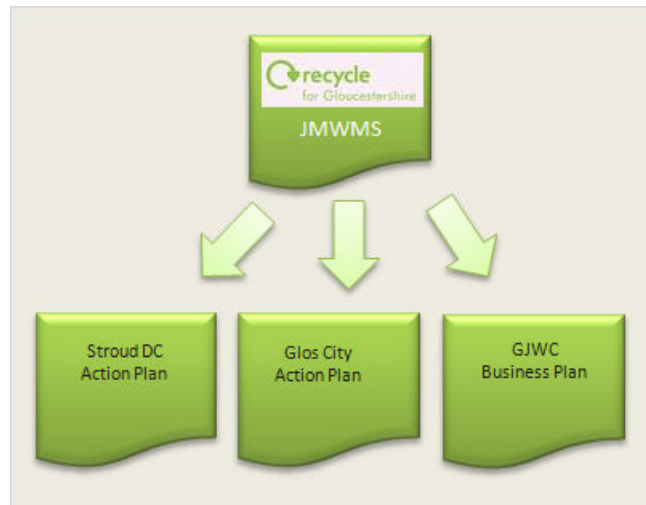 recycle
for Gloucestershire
JMWMS
Stroud DC
Action Plan
Glos City
Action Plan
GJWC
Business Plan